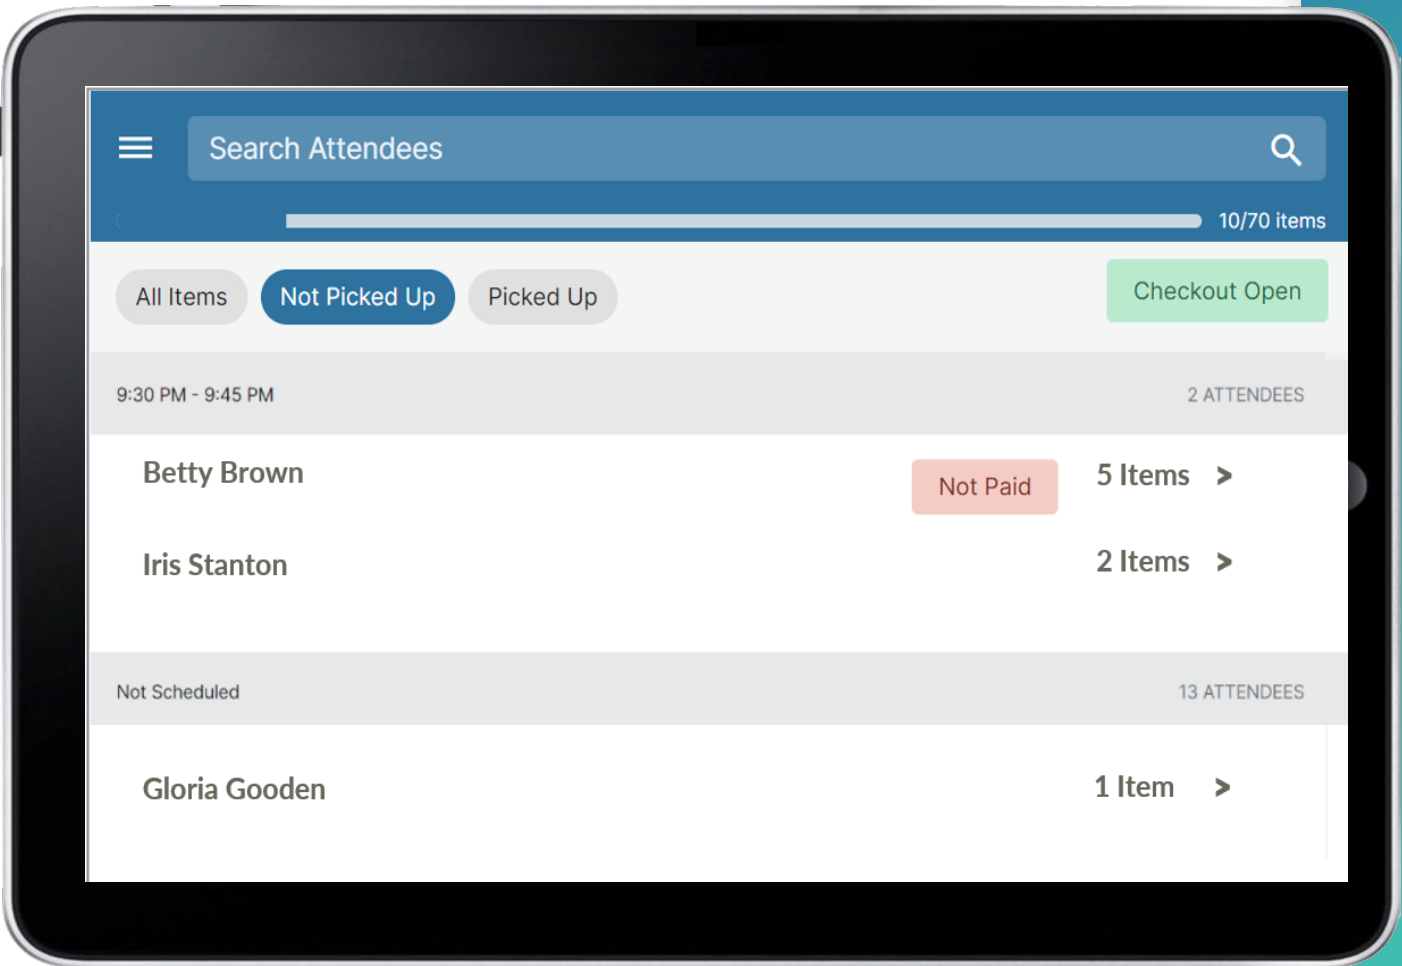 Search Attendees
10/70 items
All Items Not Picked Up Picked Up Checkout Open
9:30 PM - 9:45 PM 2 ATTENDEES
Betty Brown Not Paid 5 Items >
Iris Stanton 2 Items >
Not Scheduled 13 ATTENDEES
Gloria Gooden 1 Item >